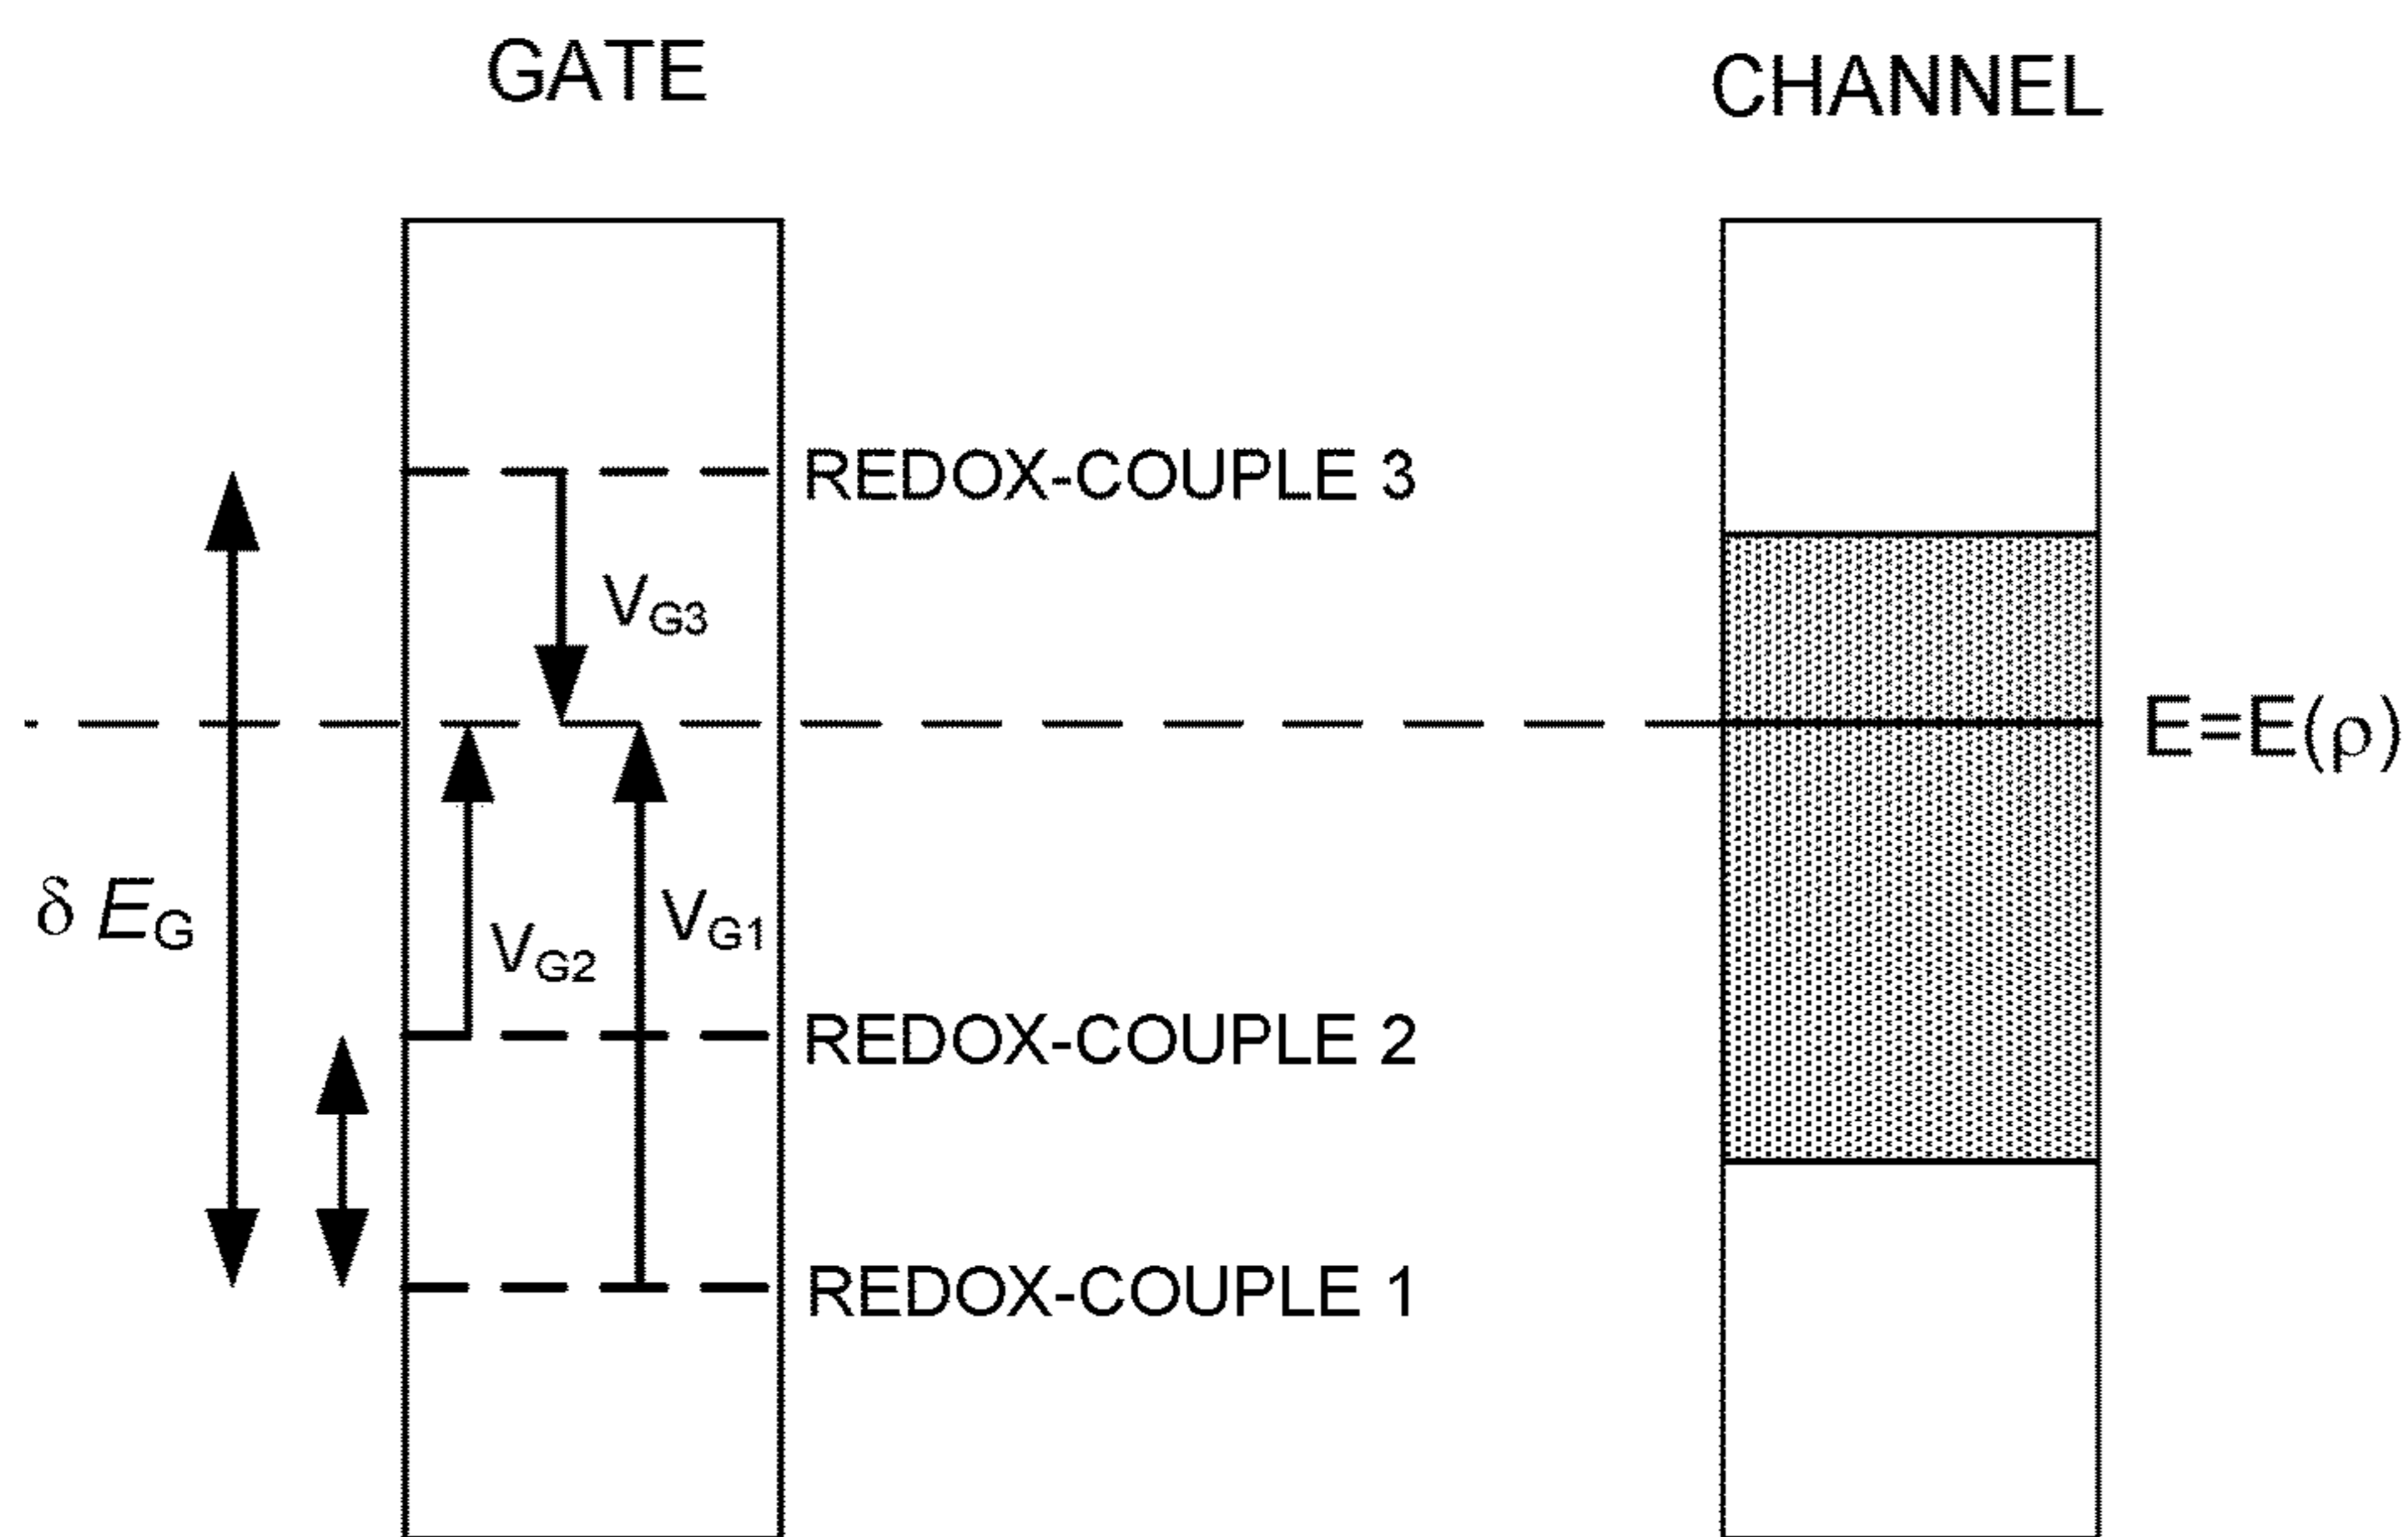 GATE
CHANNEL
REDOX-COUPLE 3
VG3
E=E(ρ)
δ EG
VG1
VG2
REDOX-COUPLE 2
REDOX-COUPLE 1